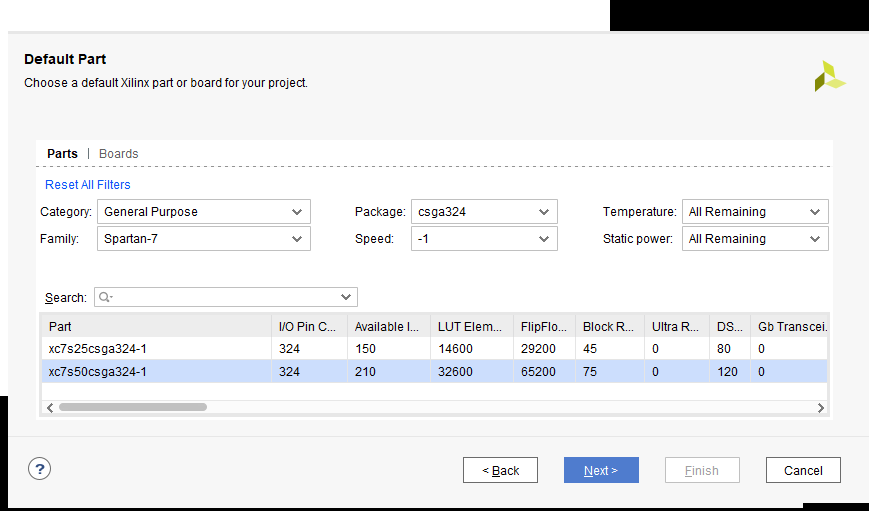 Default Part
Choose a default Xilinx part or board for your project.
Parts | Boards
Reset All Filters
Category: General Purpose Package: csga324 Temperature: All Remaining
Family: Spartan-7 Speed: -1 Static power: All Remaining
Search:
Part I/O Pin C... Available I... LUT Elem... FlipFlo... Block R... Ultra R... DS... Gb Transcei.
xc7s25csga324-1 324 150 14600 29200 45 0 80 0
xc7s50csga324-1 324 210 32600 65200 75 0 120 0
? < Back Next > Finish Cancel